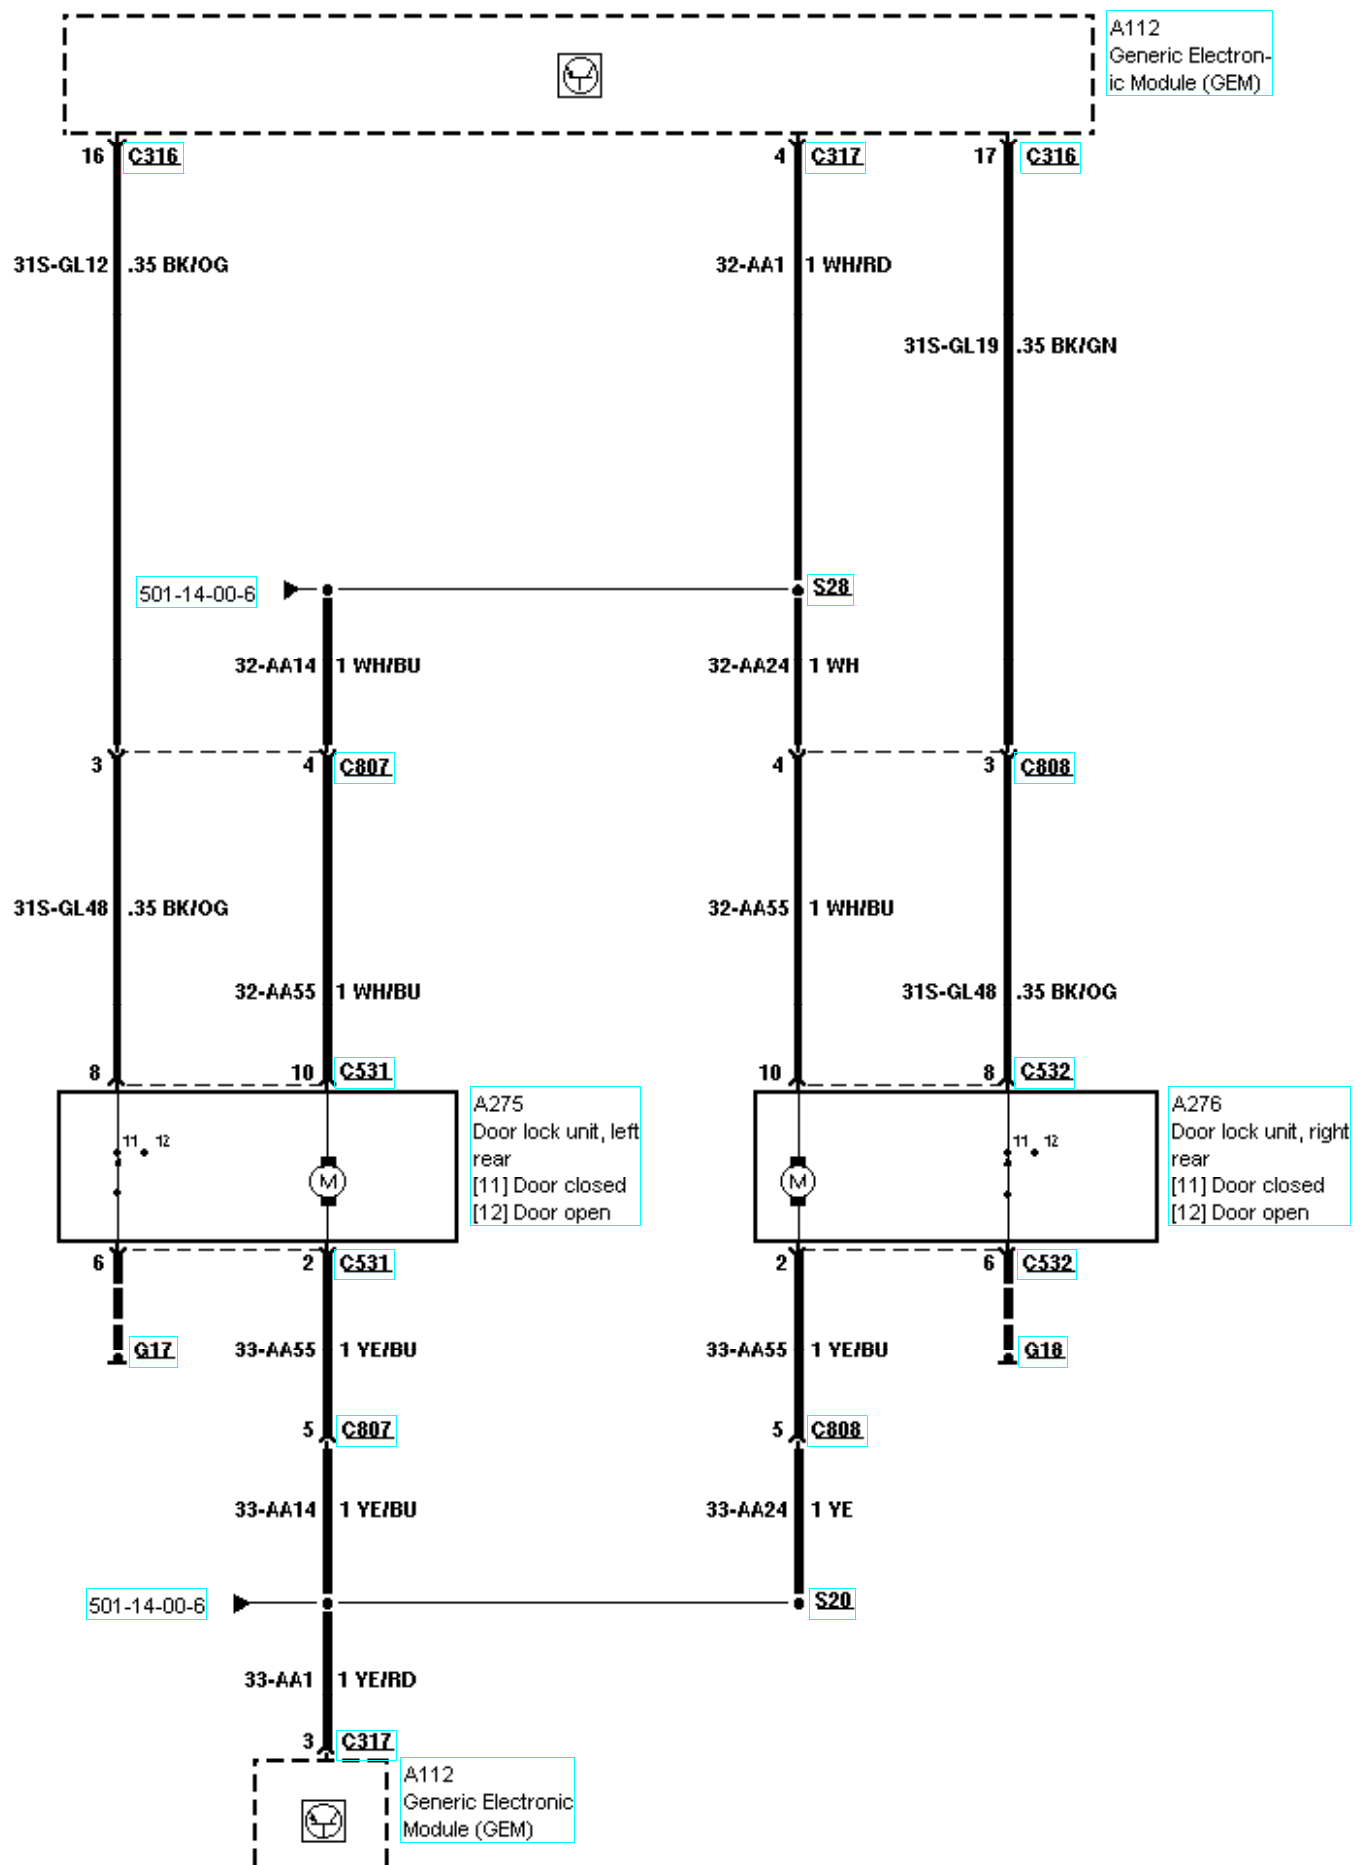 A112
Generic Electron-
ic Module (GEM)
16 C316
4 C317
17 C316
31S-GL12 .35 BK/OG
32-AA1 1 WH/RD
31S-GL19 .35 BK/GN
501-14-00-6
S28
32-AA14 1 WH/BU
32-AA24 1 WH
3
4 C807
4
3 C808
31S-GL48 .35 BK/OG
32-AA55 1 WH/BU
32-AA55 1 WH/BU
31S-GL48 .35 BK/OG
8
10 C531
10
8 C532
11 12
M
A275
Door lock unit, left
rear
[11] Door closed
[12] Door open
M
11 12
A276
Door lock unit, right
rear
[11] Door closed
[12] Door open
6
2 C531
2
6 C532
G17
33-AA55 1 YE/BU
33-AA55 1 YE/BU
G18
5 C807
5 C808
33-AA14 1 YE/BU
33-AA24 1 YE
501-14-00-6
S20
33-AA1 1 YE/RD
3 C317
A112
Generic Electronic
Module (GEM)